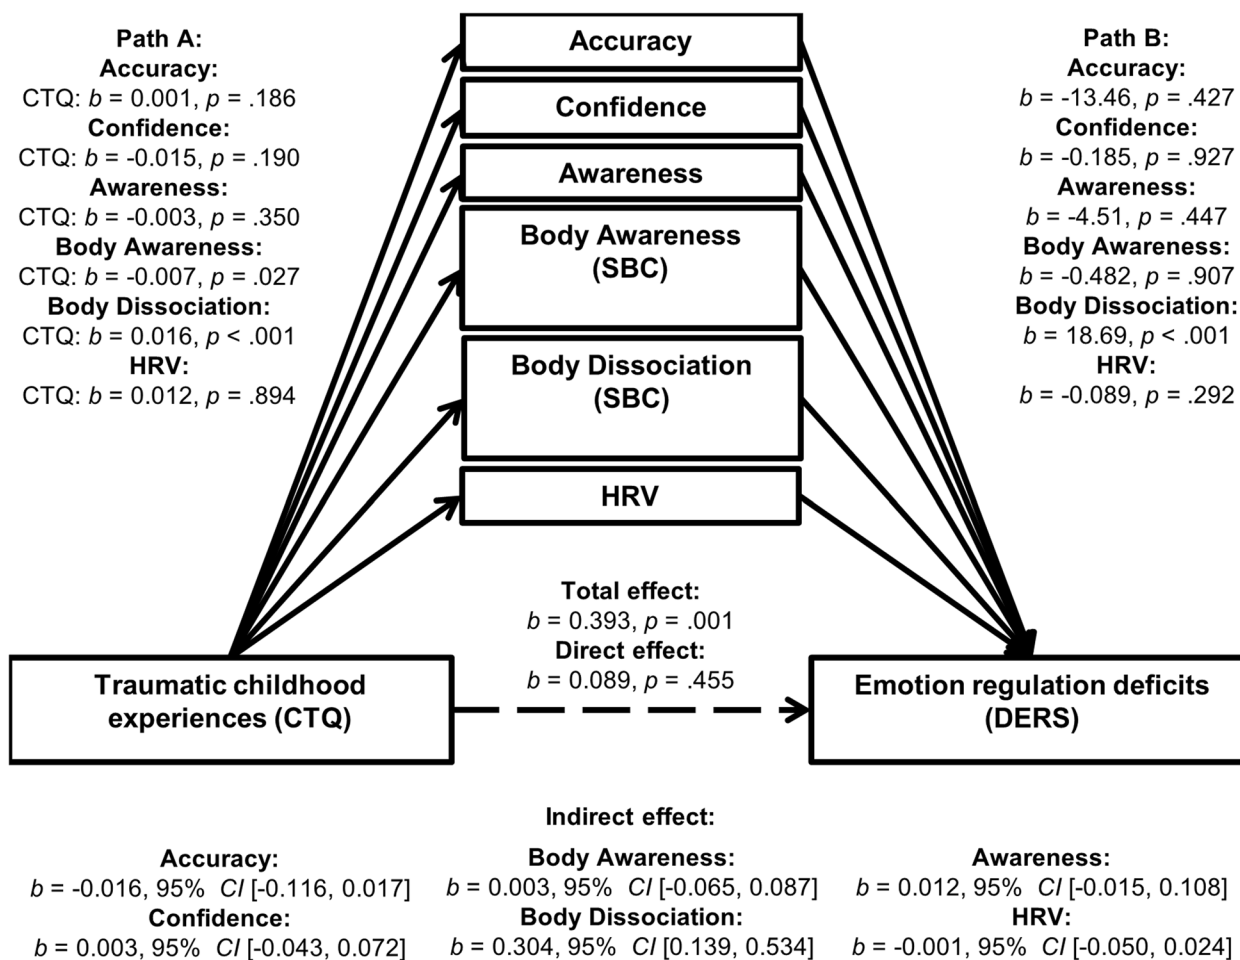 Path A:
Accuracy:
CTQ: b = 0.001, p = .186
Confidence:
CTQ: b = -0.015, p = .190
Awareness:
CTQ: b = -0.003, p = .350
Body Awareness:
CTQ: b = -0.007, p = .027
Body Dissociation:
CTQ: b = 0.016, p < .001
HRV:
CTQ: b = 0.012, p = .894
Accuracy
Confidence
Awareness
Body Awareness
(SBC)
Body Dissociation
(SBC)
HRV
Path B:
Accuracy:
b = -13.46, p = .427
Confidence:
b = -0.185, p = .927
Awareness:
b = -4.51, p = .447
Body Awareness:
b = -0.482, p = .907
Body Dissociation:
b = 18.69, p < .001
HRV:
b = -0.089, p = .292
Total effect:
b = 0.393, p = .001
Direct effect:
b = 0.089, p = .455
Traumatic childhood
experiences (CTQ)
Emotion regulation deficits
(DERS)
Indirect effect:
Accuracy:
b = -0.016, 95% CI [-0.116, 0.017]
Confidence:
b = 0.003, 95% CI [-0.043, 0.072]
Body Awareness:
b = 0.003, 95% CI [-0.065, 0.087]
Body Dissociation:
b = 0.304, 95% CI [0.139, 0.534]
Awareness:
b = 0.012, 95% CI [-0.015, 0.108]
HRV:
b = -0.001, 95% CI [-0.050, 0.024]